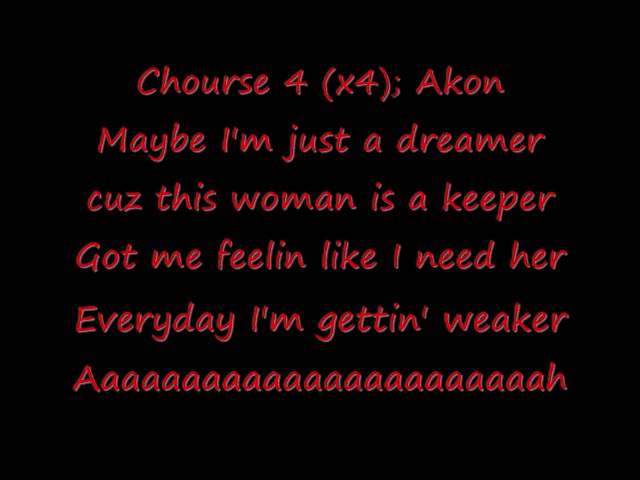 Chourse 4 (x4); Akon
Maybe I'm just a dreamer
cuz this woman is a keeper
Got me feelin like I need her
Everyday I'm gettin' weaker
Aaaaaaaaaaaaaaaaaaaaaaaah